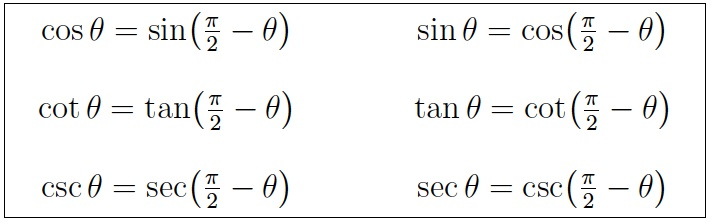 cos θ = sin(π/2 − θ) sin θ = cos(π/2 − θ)
cot θ = tan(π/2 − θ) tan θ = cot(π/2 − θ)
csc θ = sec(π/2 − θ) sec θ = csc(π/2 − θ)